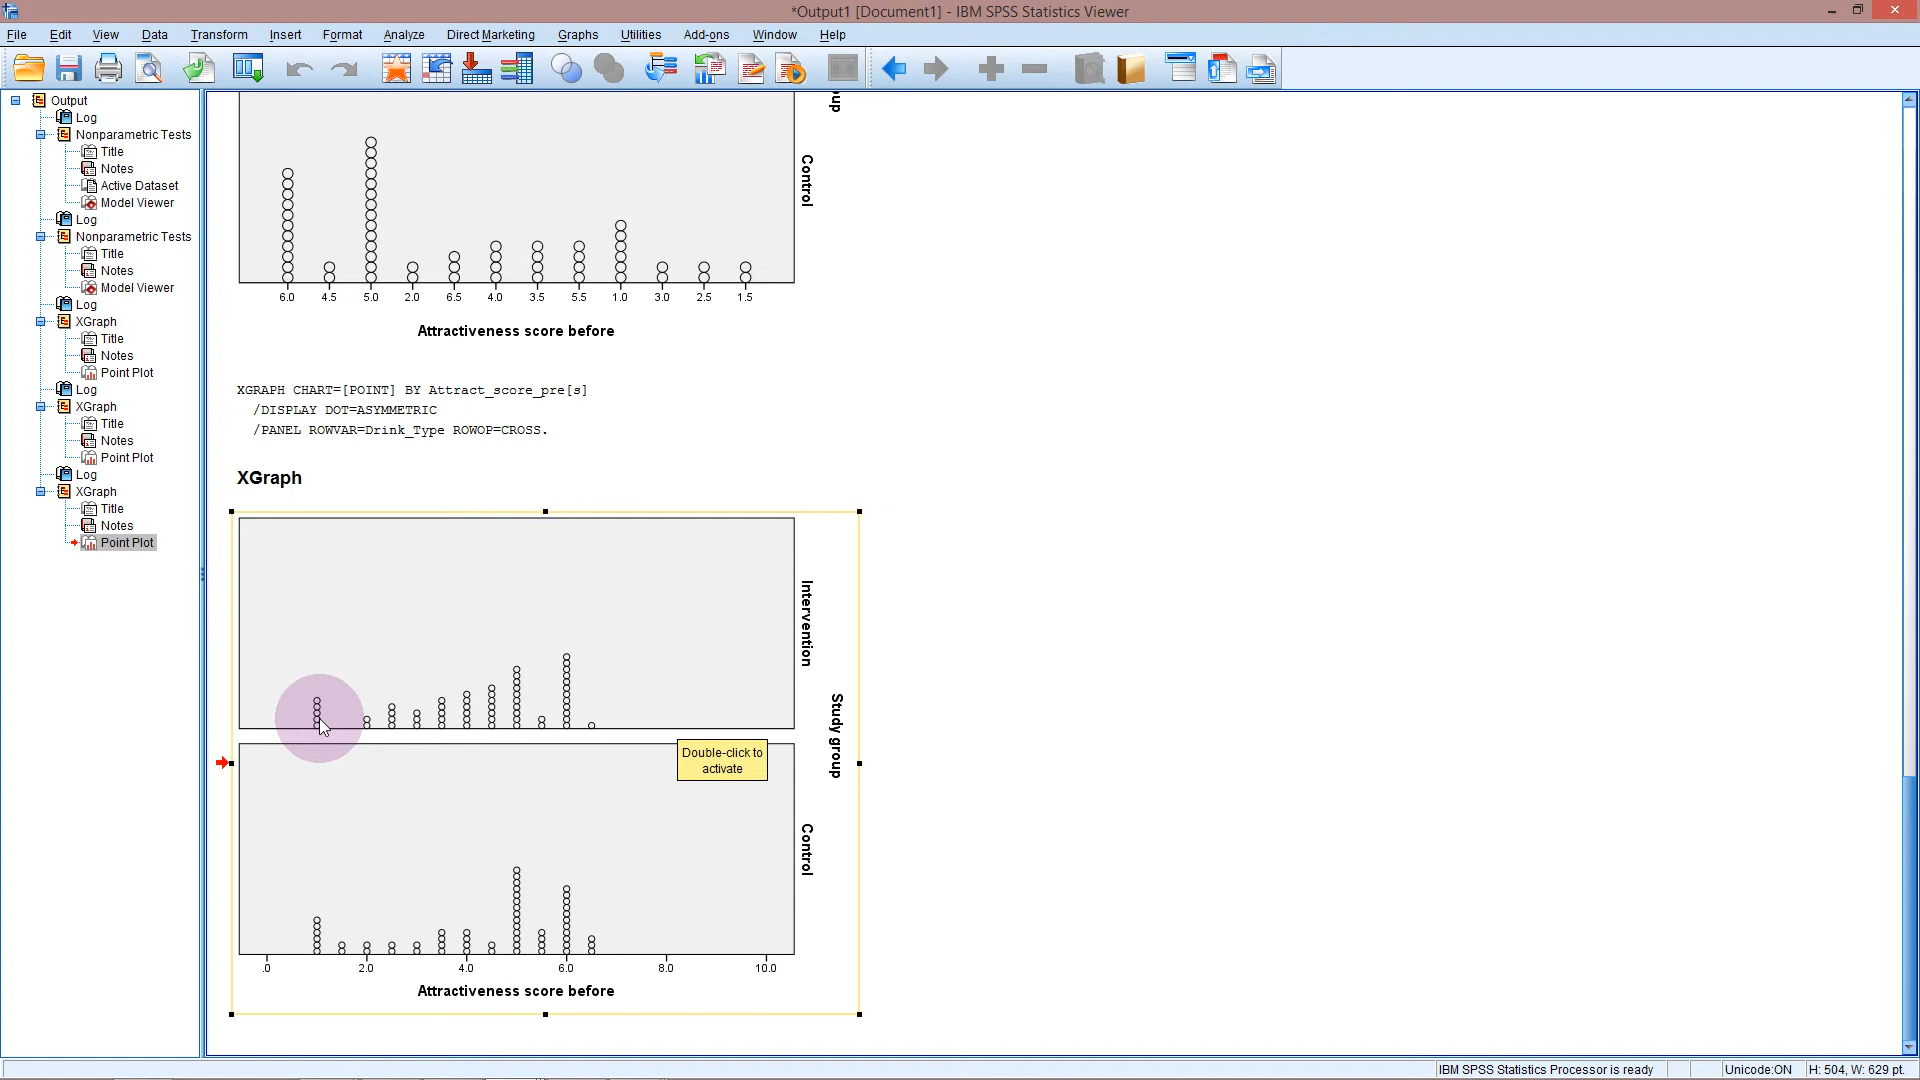 *Output1 [Document1] - IBM SPSS Statistics Viewer
File Edit View Data Transform Insert Format Analyze Direct Marketing Graphs Utilities Add-ons Window Help
Output
Log
Nonparametric Tests
Title
Notes
Active Dataset
Model Viewer
Log
Nonparametric Tests
Title
Notes
Model Viewer
Log
XGraph
Title
Notes
Point Plot
Log
XGraph
Title
Notes
Point Plot
Log
XGraph
Title
Notes
Point Plot
up
Control
6.0 4.5 5.0 2.0 6.5 4.0 3.5 5.5 1.0 3.0 2.5 1.5
Attractiveness score before
XGRAPH CHART=[POINT] BY Attract_score_pre[s]
/DISPLAY DOT=ASYMMETRIC
/PANEL ROWVAR=Drink_Type ROWOP=CROSS.
XGraph
Intervention
Study group
Double-click to
activate
Control
.0 2.0 4.0 6.0 8.0 10.0
Attractiveness score before
IBM SPSS Statistics Processor is ready Unicode:ON H: 504, W: 629 pt.